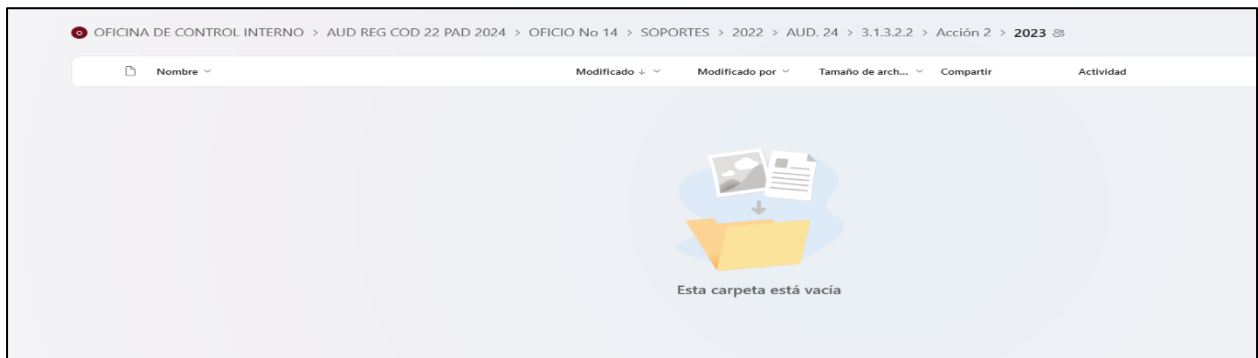 OFICINA DE CONTROL INTERNO > AUD REG COD 22 PAD 2024 > OFICIO No 14 > SOPORTES > 2022 > AUD. 24 > 3.1.3.2.2 > Acción 2 > 2023
Nombre Modificado ↓ Modificado por Tamaño de arch... Compartir Actividad
Esta carpeta está vacía